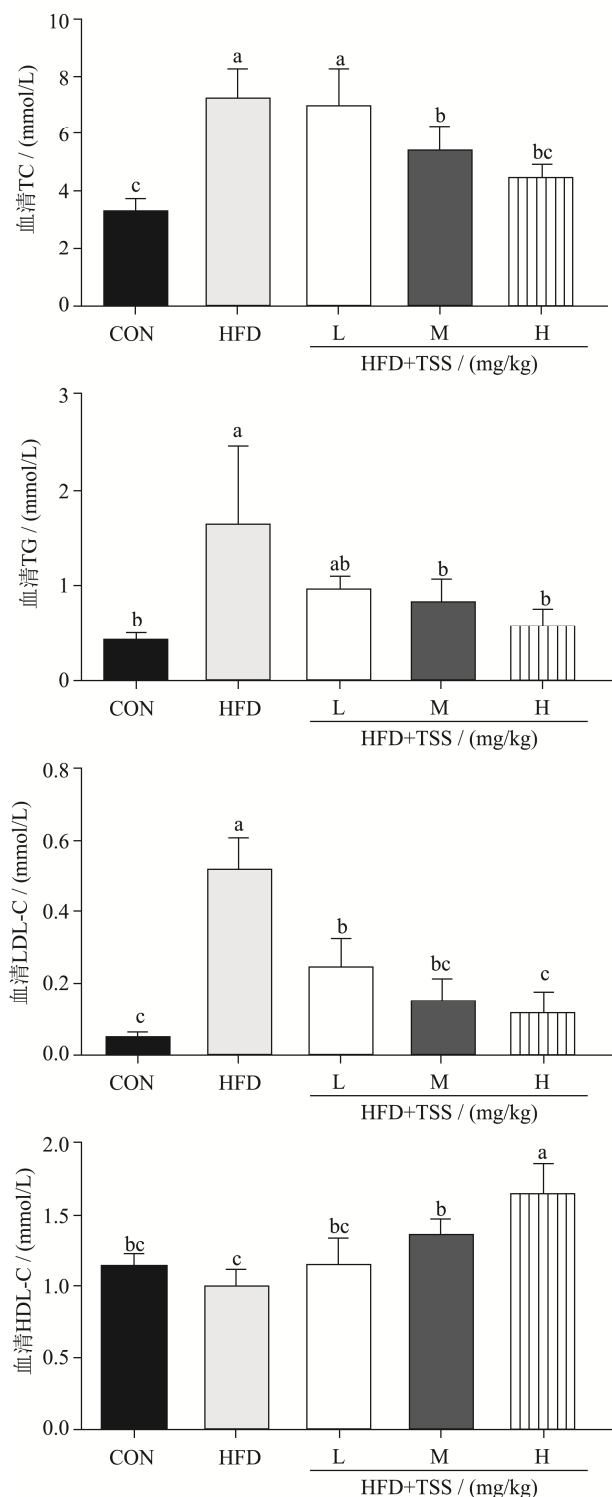 血清TC / (mmol/L)
10
8
6
4
2
0
c
a
a
b
bc
CON HFD L M H
HFD+TSS / (mg/kg)
血清TG / (mmol/L)
3
2
1
0
b
a
ab
b
b
CON HFD L M H
HFD+TSS / (mg/kg)
血清LDL-C / (mmol/L)
0.8
0.6
0.4
0.2
0.0
c
a
b
bc
c
CON HFD L M H
HFD+TSS / (mg/kg)
血清HDL-C / (mmol/L)
2.0
1.5
1.0
0.5
0.0
bc
c
bc
b
a
CON HFD L M H
HFD+TSS / (mg/kg)